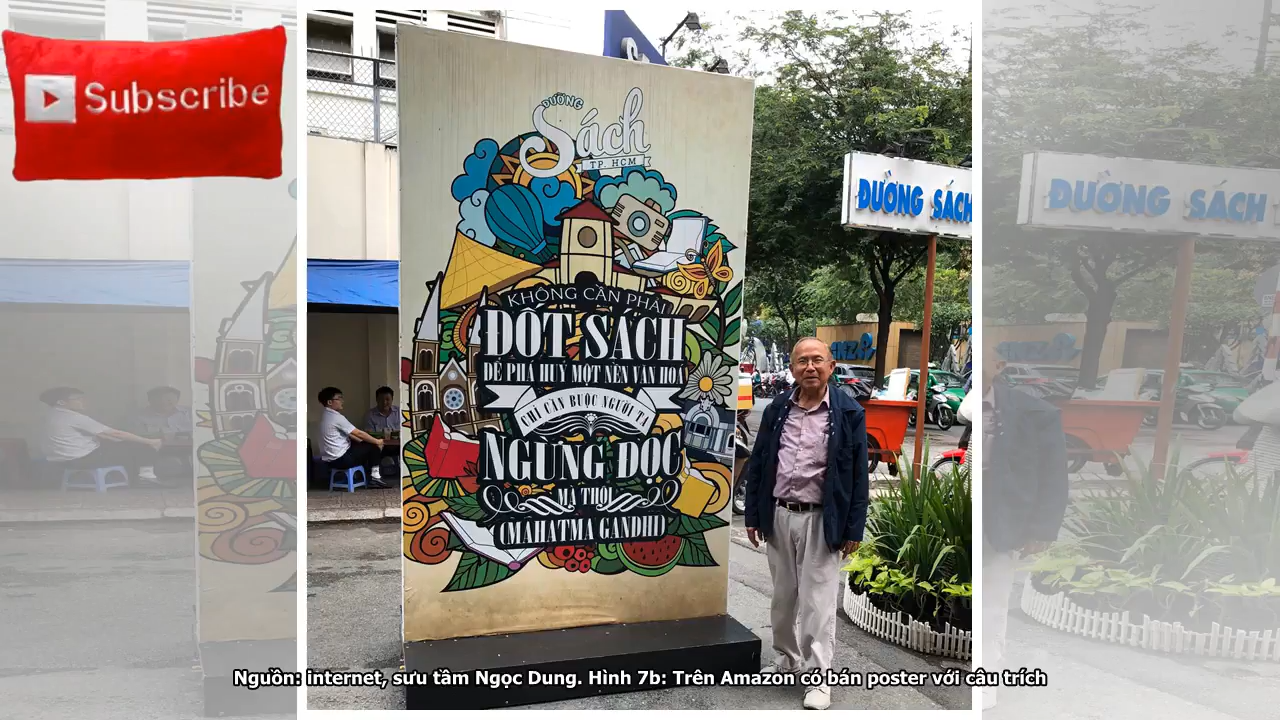 Subscribe
ĐƯỜNG
Sách
TP. HCM
ĐƯỜNG SÁCH
ĐƯỜNG SÁCH
KHÔNG CẦN PHẢI
ĐỐT SÁCH
ĐỂ PHÁ HUỶ MỘT NỀN VĂN HOÁ
CHỈ CẦN BUỘC NGƯỜI TA
NGỪNG ĐỌC
MÀ THÔI
(MAHATMA GANDHI)
Nguồn: internet, sưu tầm Ngọc Dung. Hình 7b: Trên Amazon có bán poster với câu trích